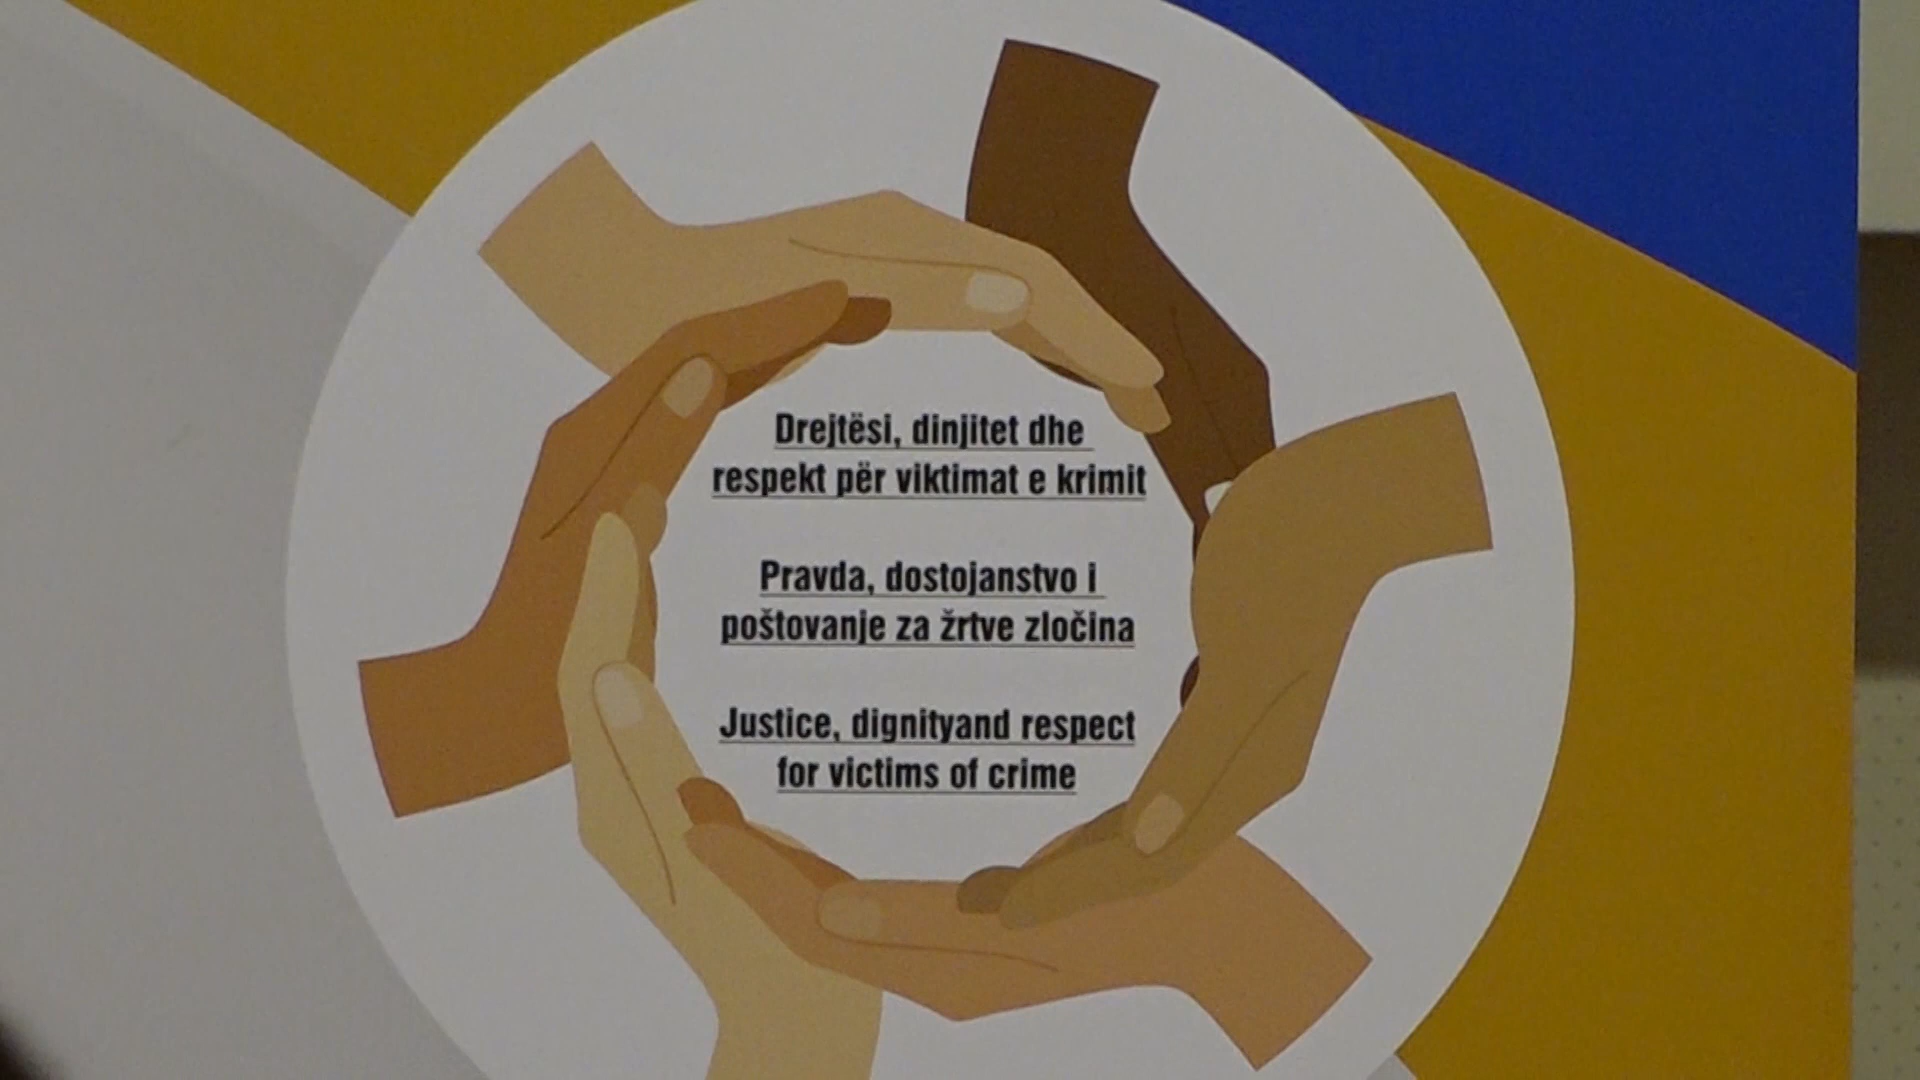 Drejtësi, dinjitet dhe
respekt për viktimat e krimit
Pravda, dostojanstvo i
poštovanje za žrtve zločina
Justice, dignityand respect
for victims of crime